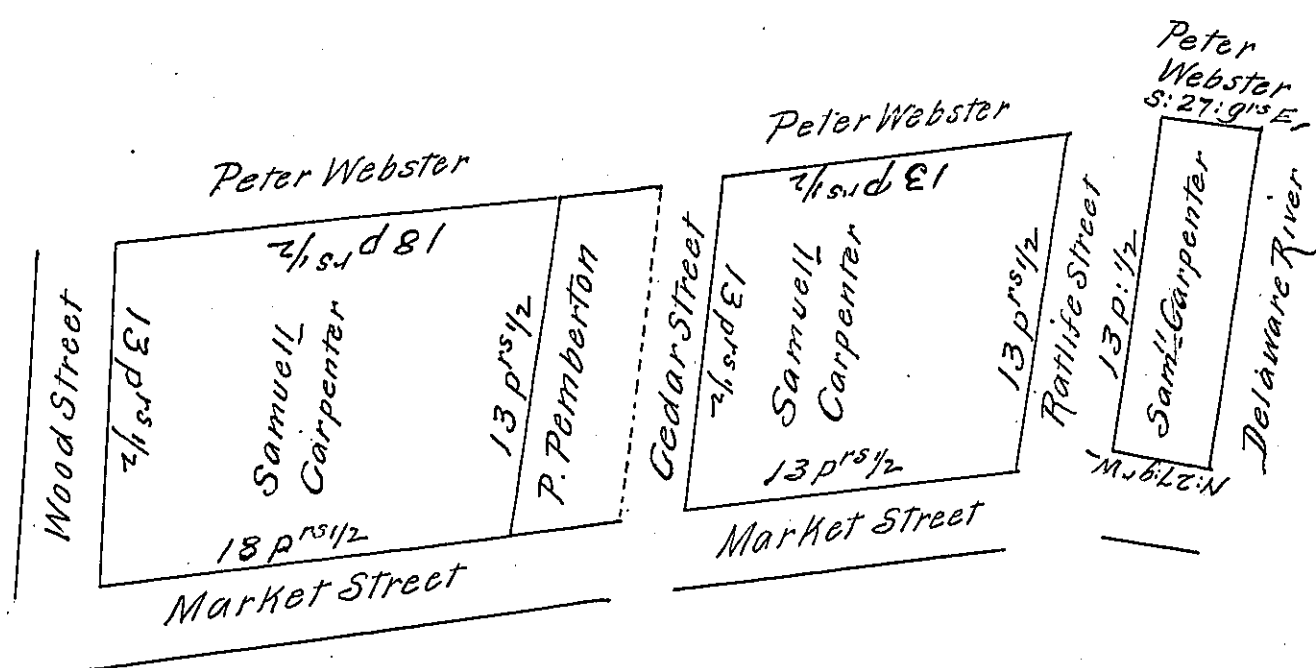 Peter Webster
Wood Street
18 prs 1/2
13 prs 1/2
Samuell
Carpenter
13 prs 1/2
18 prs 1/2
P. Pemberton
Market Street
Cedar Street
Peter Webster
13 prs 1/2
13 prs 1/2
Samuell
Carpenter
13 prs 1/2
13 prs 1/2
Market Street
Ratlife Street
Peter
Webster
S: 27: grs E,
13 p: 1/2
Sam'll Carpenter
N: 27: gr W,
Delaware River